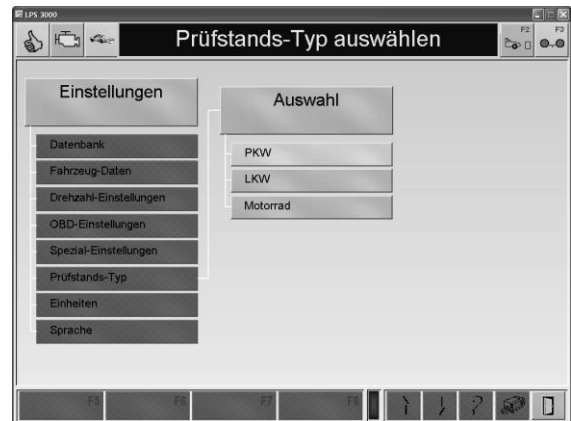 LPS 3000
Prüfstands-Typ auswählen
F2
F3
Einstellungen
Datenbank
Fahrzeug-Daten
Drehzahl-Einstellungen
OBD-Einstellungen
Spezial-Einstellungen
Prüfstands-Typ
Einheiten
Sprache
Auswahl
PKW
LKW
Motorrad
F5
F6
F7
F8